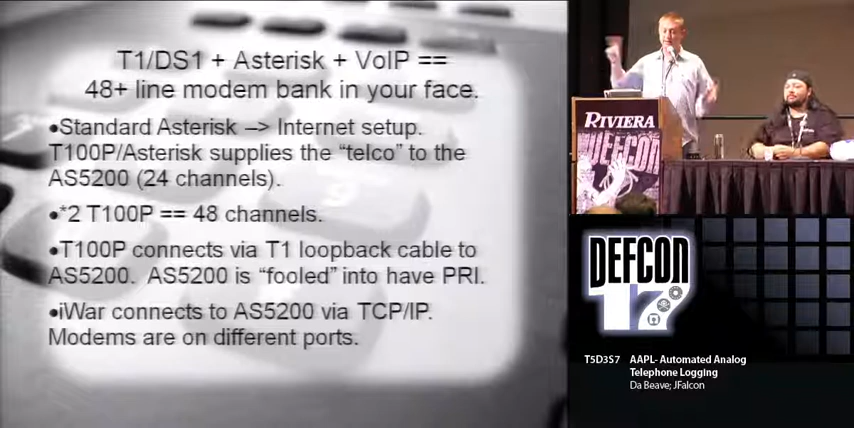 T1/DS1 + Asterisk + VoIP ==
48+ line modem bank in your face.
•Standard Asterisk –> Internet setup.
T100P/Asterisk supplies the “telco” to the
AS5200 (24 channels).
•*2 T100P == 48 channels.
•T100P connects via T1 loopback cable to
AS5200. AS5200 is “fooled” into have PRI.
•iWar connects to AS5200 via TCP/IP.
Modems are on different ports.
RIVIERA
DEFCON
DEFCON
17
T5D3S7 AAPL- Automated Analog
Telephone Logging
Da Beave; JFalcon